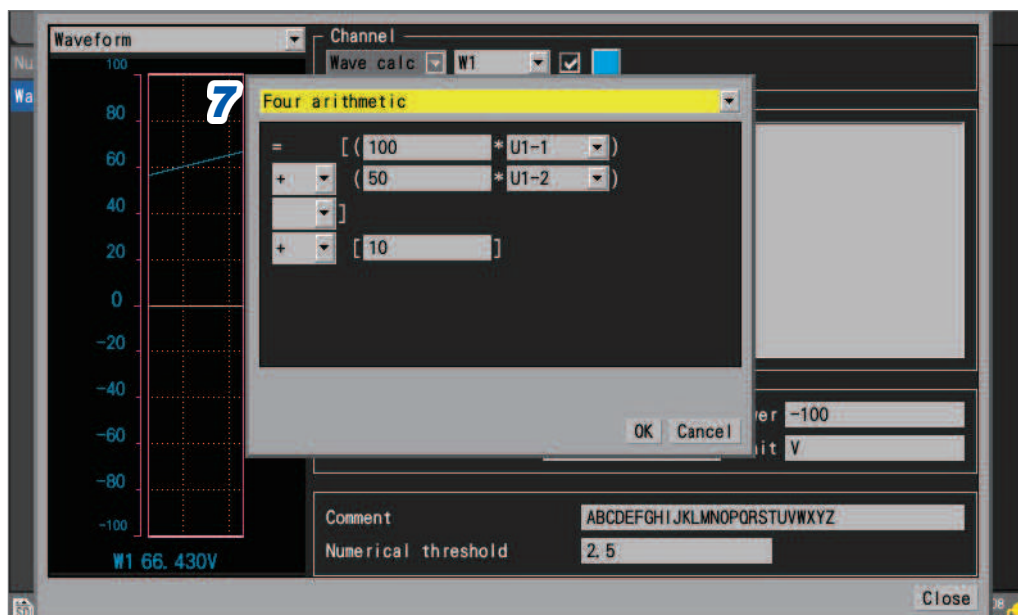 Waveform
Channel
Nu
100
Wave calc W1
Wa
7
Four arithmetic
80
= [( 100 * U1-1 )
60
+ ( 50 * U1-2 )
40
]
20
+ [ 10 ]
0
-20
-40
er -100
-60
OK Cancel
it V
-80
Comment ABCDEFGHIJKLMNOPQRSTUVWXYZ
-100
Numerical threshold 2.5
W1 66.430V
Close
SD
08